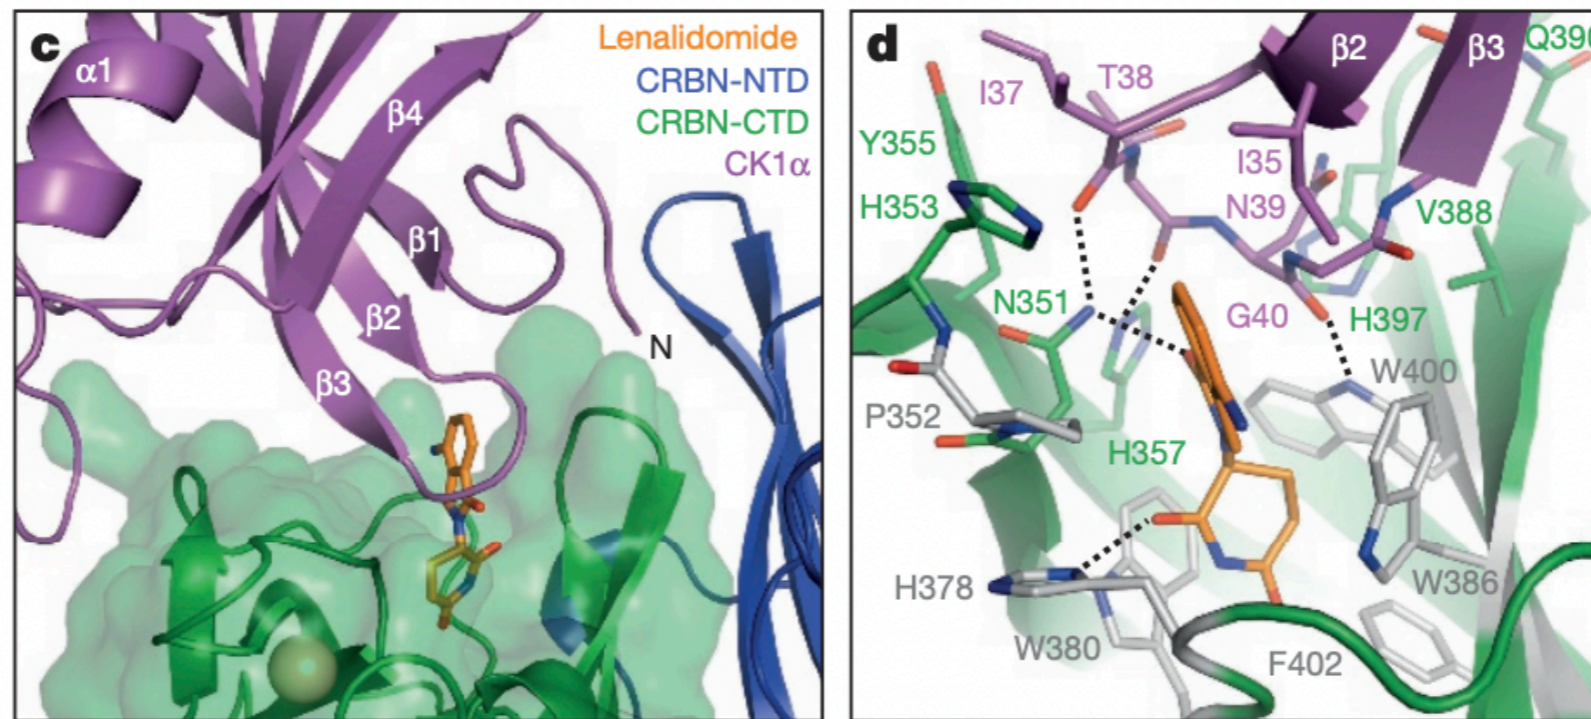 c
α1
β4
Lenalidomide
CRBN-NTD
CRBN-CTD
CK1α
β1
β2
N
β3
d
I37
T38
β2
β3
Q390
Y355
I35
H353
N39
V388
N351
G40
H397
W400
P352
H357
H378
W386
W380
F402